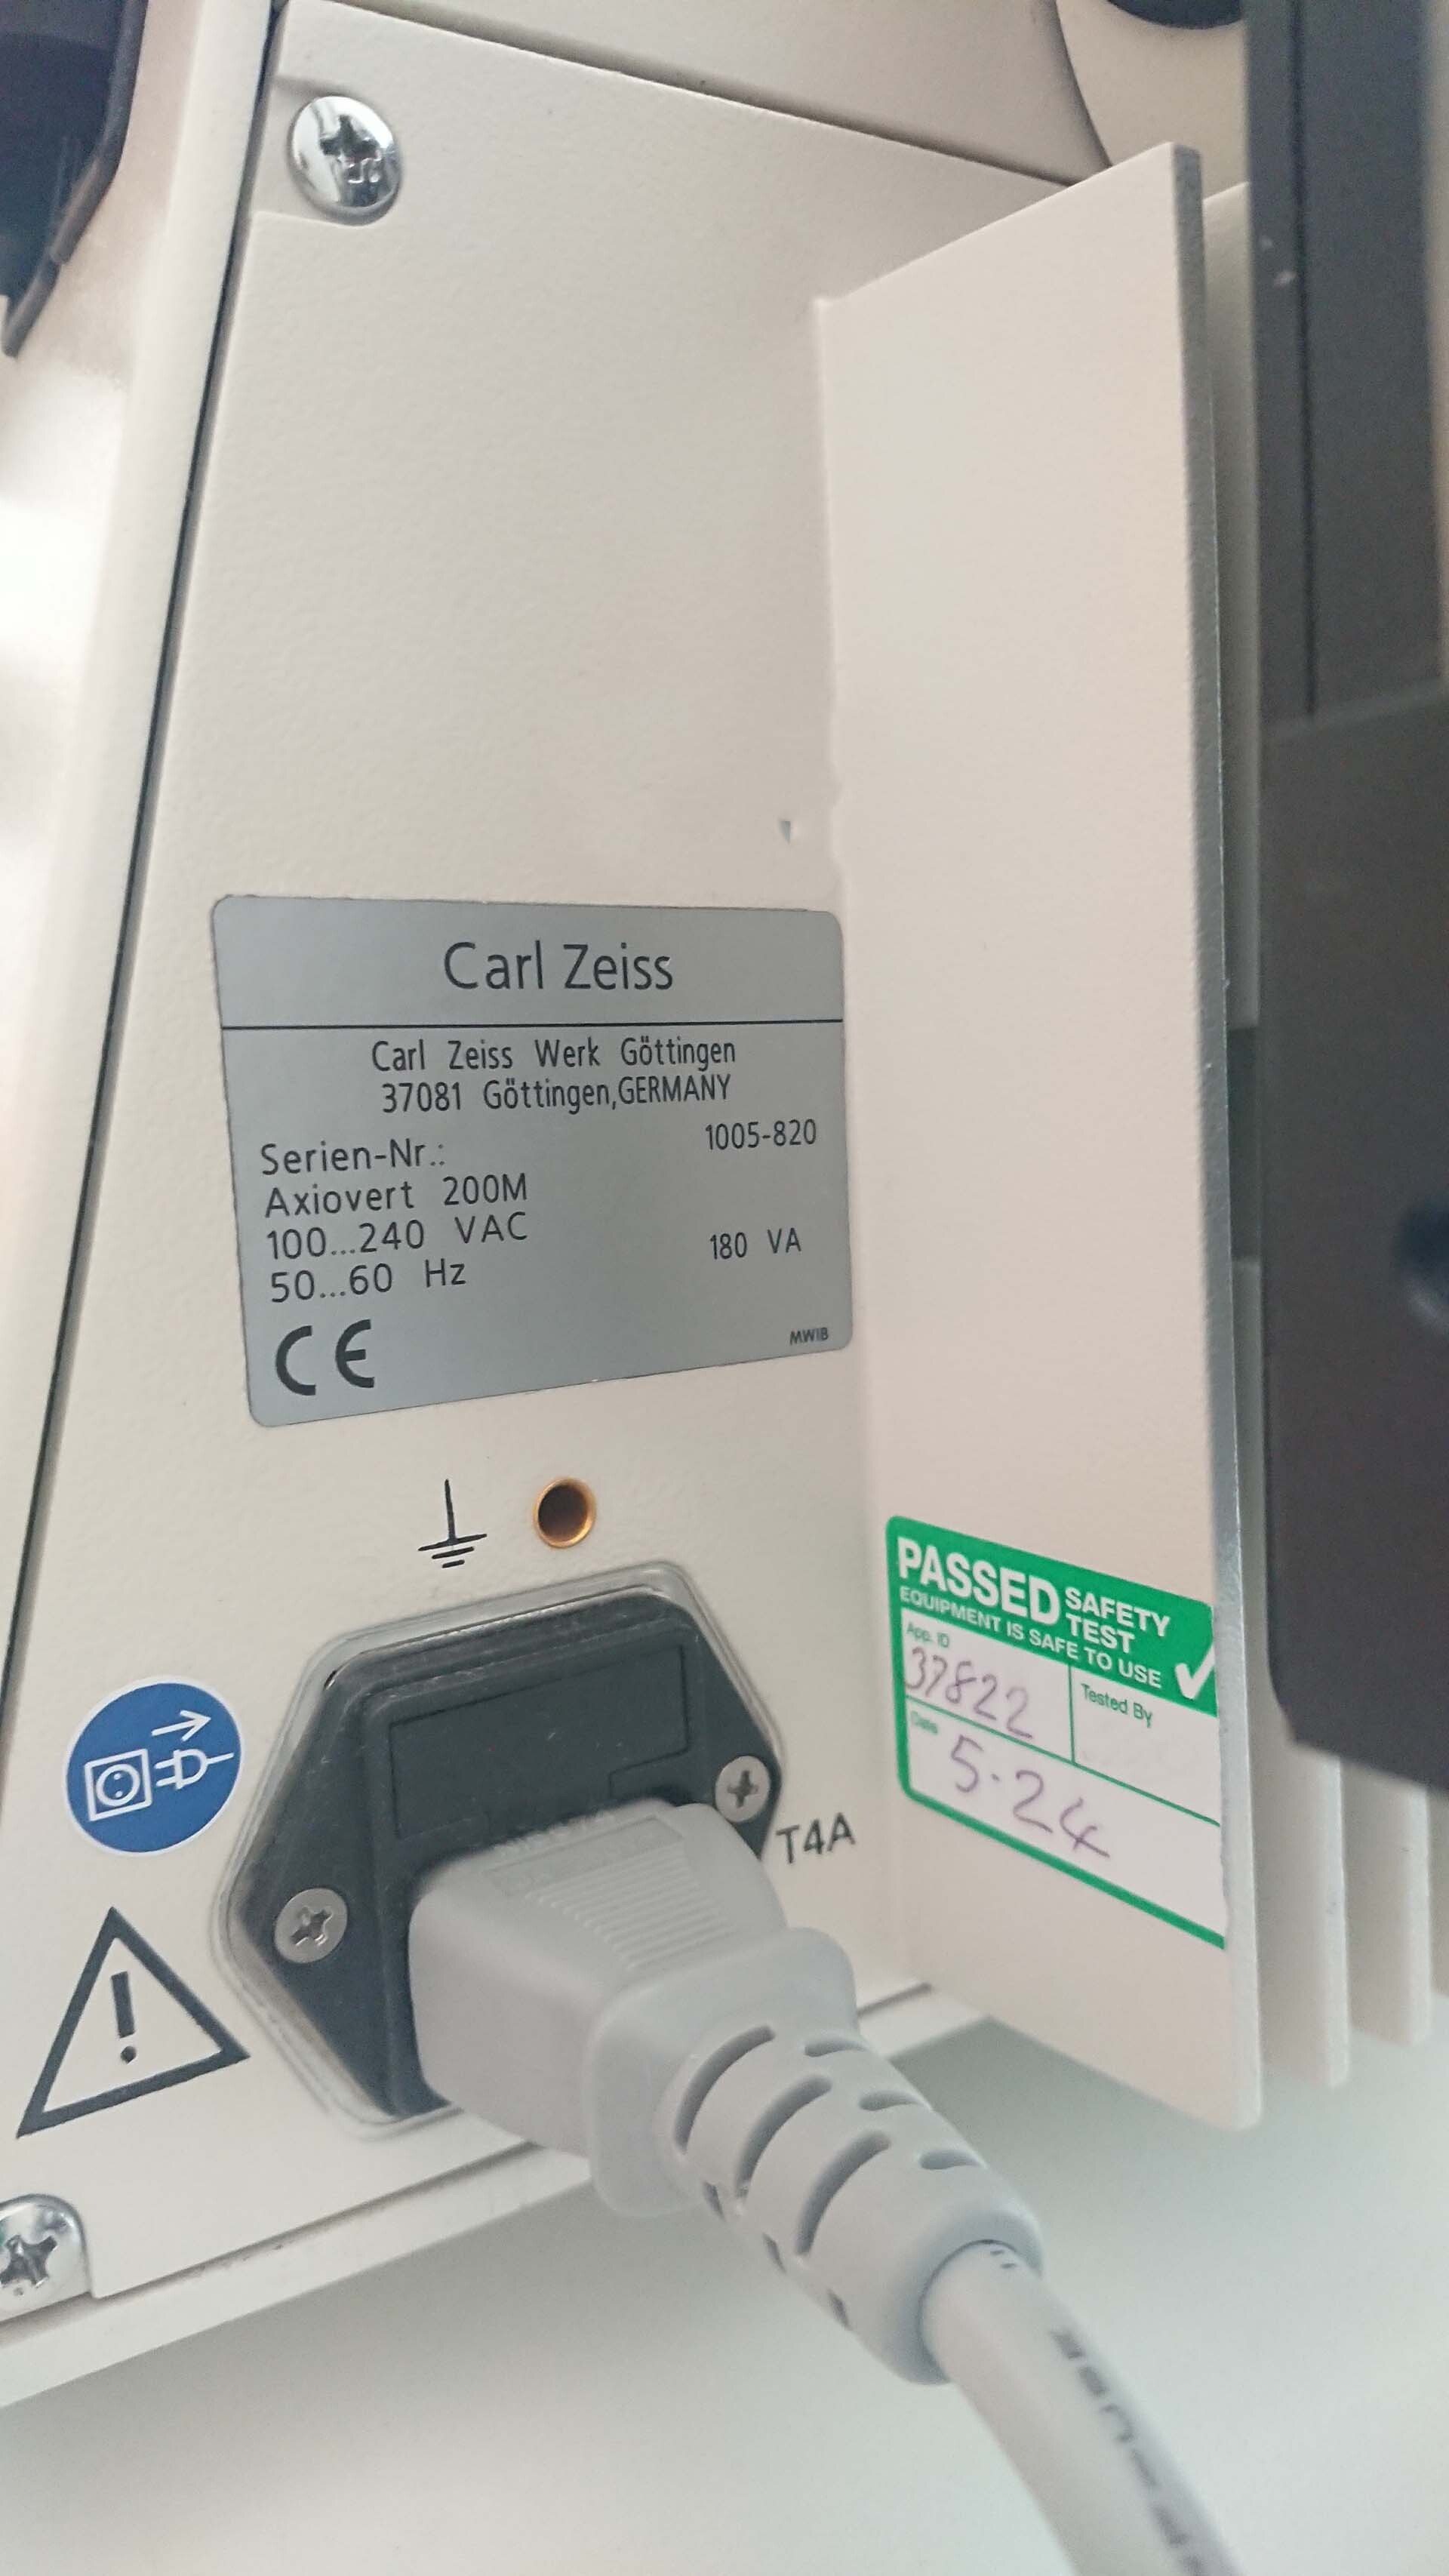 Carl Zeiss
Carl Zeiss Werk Göttingen
37081 Göttingen,GERMANY
Serien-Nr.: 1005-820
Axiovert 200M
100...240 VAC 180 VA
50...60 Hz
CE
MWIB
T4A
PASSED SAFETY TEST
EQUIPMENT IS SAFE TO USE
App. ID
37822
Tested By
Date
5.24